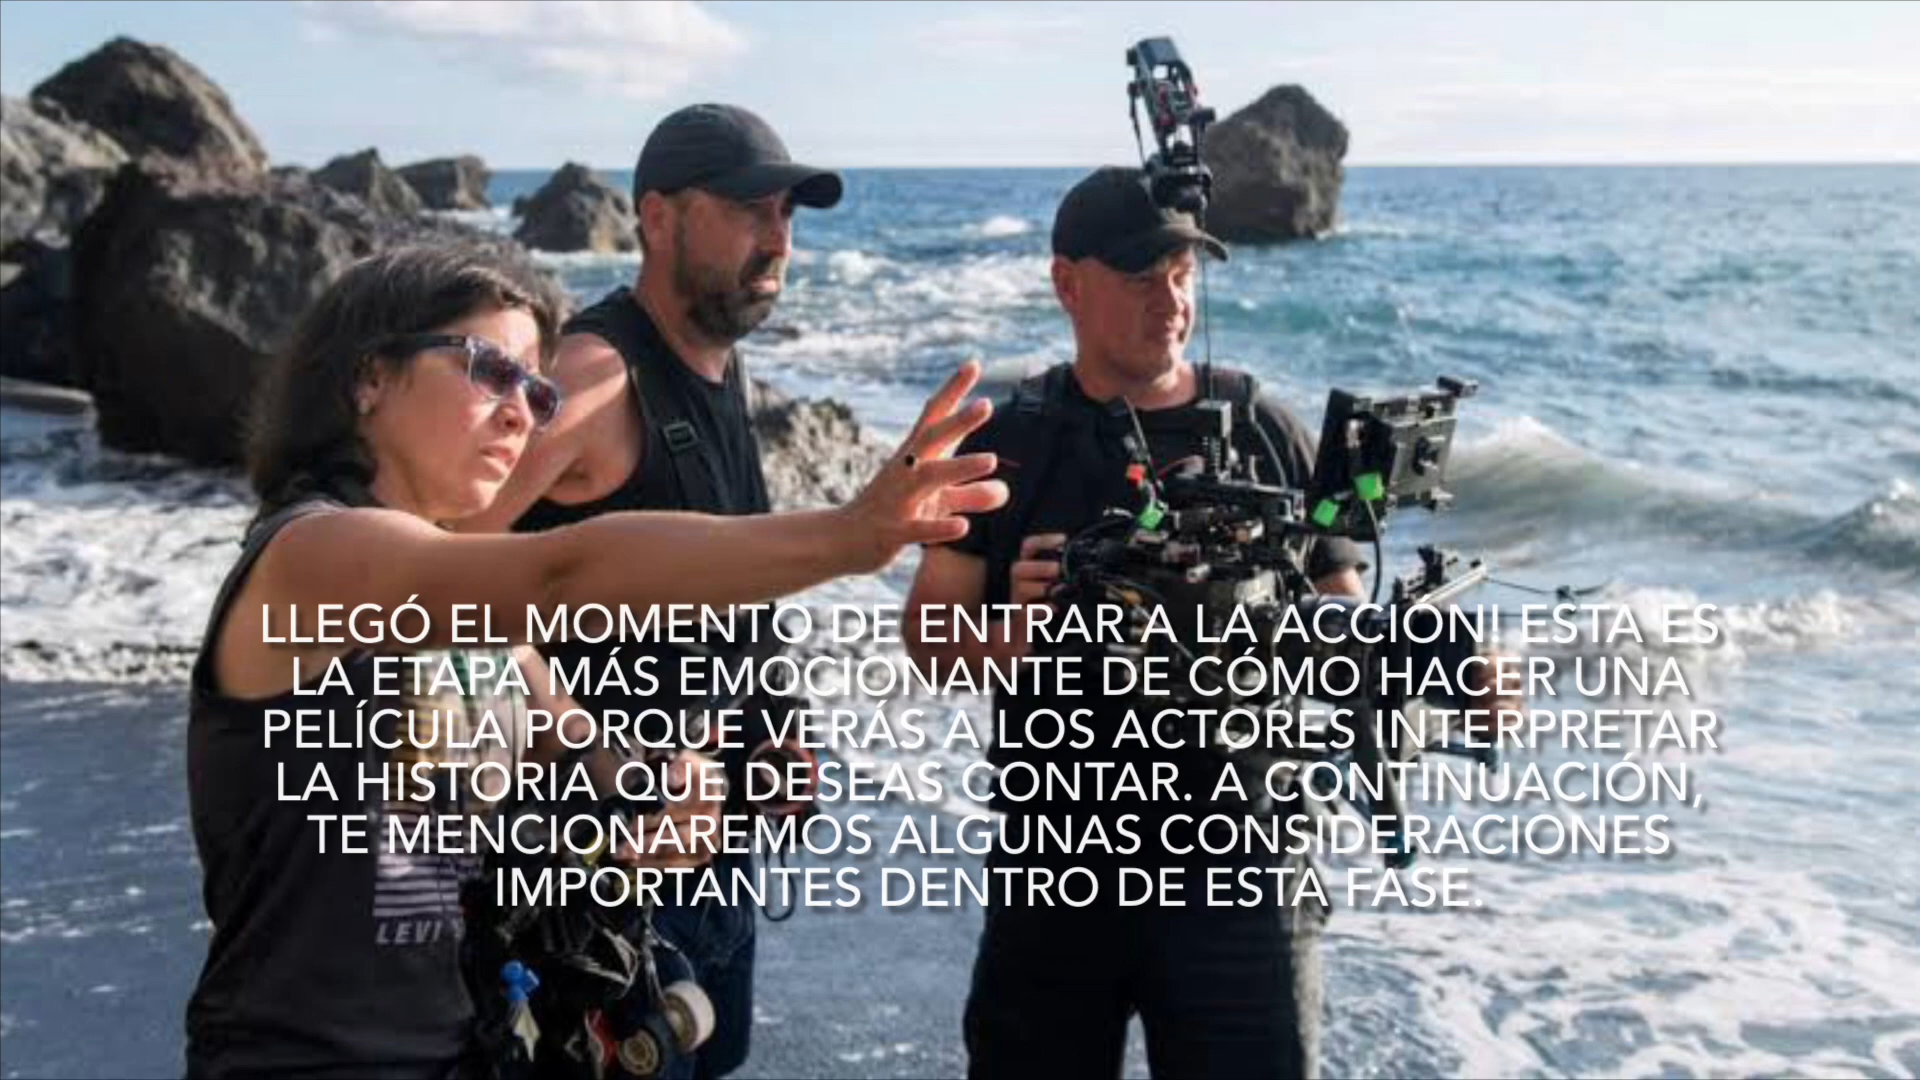 LLEGÓ EL MOMENTO DE ENTRAR A LA ACCIÓN! ESTA ES
LA ETAPA MÁS EMOCIONANTE DE CÓMO HACER UNA
PELÍCULA PORQUE VERÁS A LOS ACTORES INTERPRETAR
LA HISTORIA QUE DESEAS CONTAR. A CONTINUACIÓN,
TE MENCIONAREMOS ALGUNAS CONSIDERACIONES
IMPORTANTES DENTRO DE ESTA FASE.